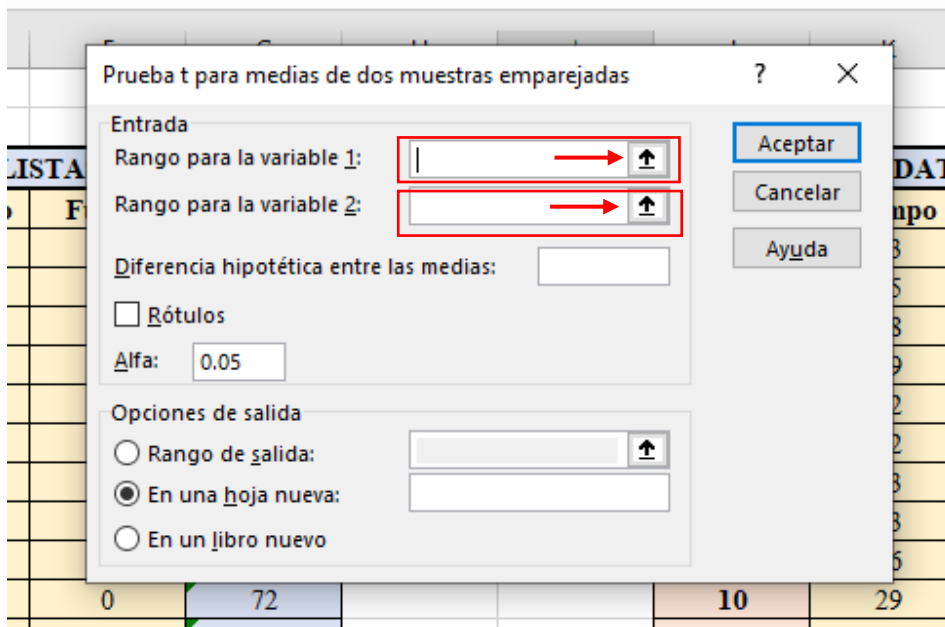 Prueba t para medias de dos muestras emparejadas ?
Entrada
Rango para la variable 1:
Rango para la variable 2:
Diferencia hipotética entre las medias:
Rótulos
Alfa: 0.05
Aceptar
Cancelar
Ayuda
Opciones de salida
Rango de salida:
En una hoja nueva:
En un libro nuevo
0 72 10 29